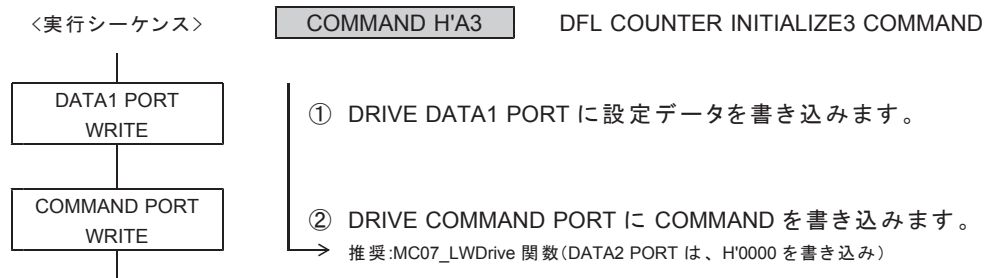 〈実行シーケンス〉
COMMAND H'A3
DFL COUNTER INITIALIZE3 COMMAND
DATA1 PORT
WRITE
① DRIVE DATA1 PORT に設定データを書き込みます。
COMMAND PORT
WRITE
② DRIVE COMMAND PORT に COMMAND を書き込みます。
推奨:MC07_LWDrive 関数(DATA2 PORT は、H'0000 を書き込み)